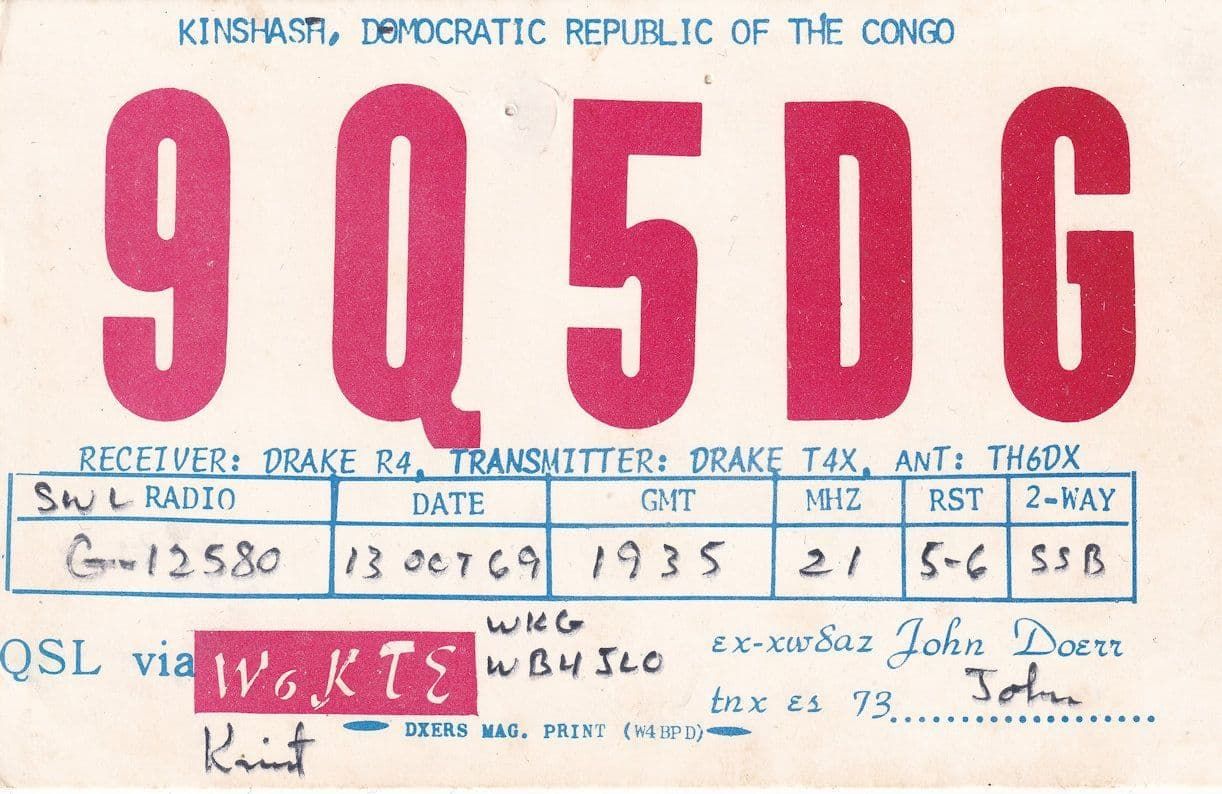 KINSHASA, DEMOCRATIC REPUBLIC OF THE CONGO
9Q5DG
RECEIVER: DRAKE R4, TRANSMITTER: DRAKE T4X, ANT: TH6DX
SWL RADIO DATE GMT MHZ RST 2-WAY
G-12580 13 OCT 69 1935 21 5-6 SSB
WKG
QSL via W6KTE WB4JLO ex-xw8az John Doerr
tnx es 73 John
DXERS MAG. PRINT (W4BPD)